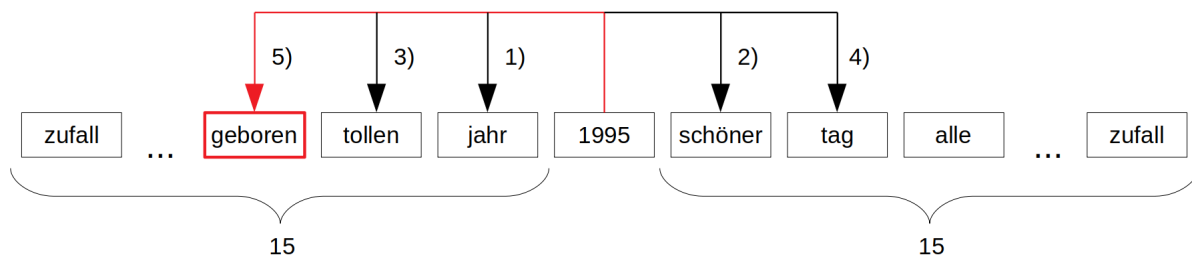 5) 3) 1) 2) 4)
zufall ... geboren tollen jahr 1995 schöner tag alle ... zufall
15 15